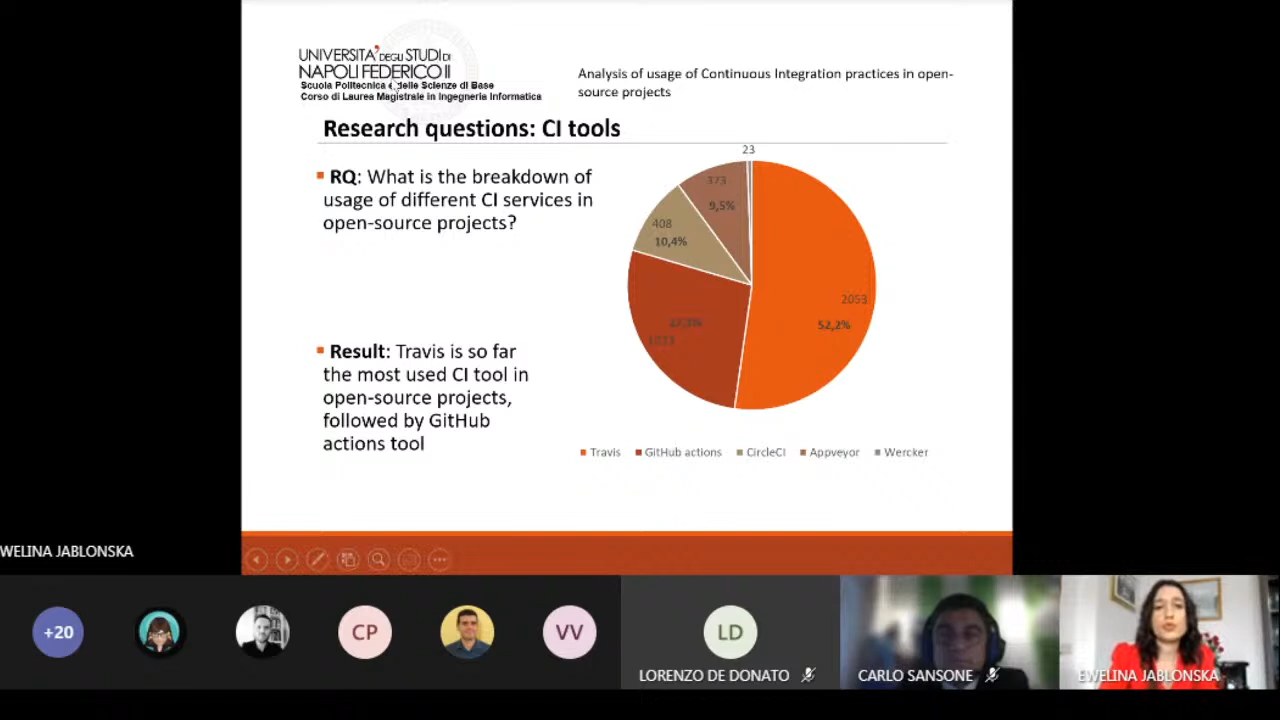 UNIVERSITA' DEGLI STUDI DI
NAPOLI FEDERICO II
Scuola Politecnica e delle Scienze di Base
Corso di Laurea Magistrale in Ingegneria Informatica
Analysis of usage of Continuous Integration practices in open-
source projects
Research questions: CI tools
RQ: What is the breakdown of
usage of different CI services in
open-source projects?
Result: Travis is so far
the most used CI tool in
open-source projects,
followed by GitHub
actions tool
23
373
9,5%
408
10,4%
2053
52,2%
Travis GitHub actions CircleCI Appveyor Wercker
WELINA JABLONSKA
+20
CP
VV
LD
LORENZO DE DONATO
CARLO SANSONE
EWELINA JABLONSKA